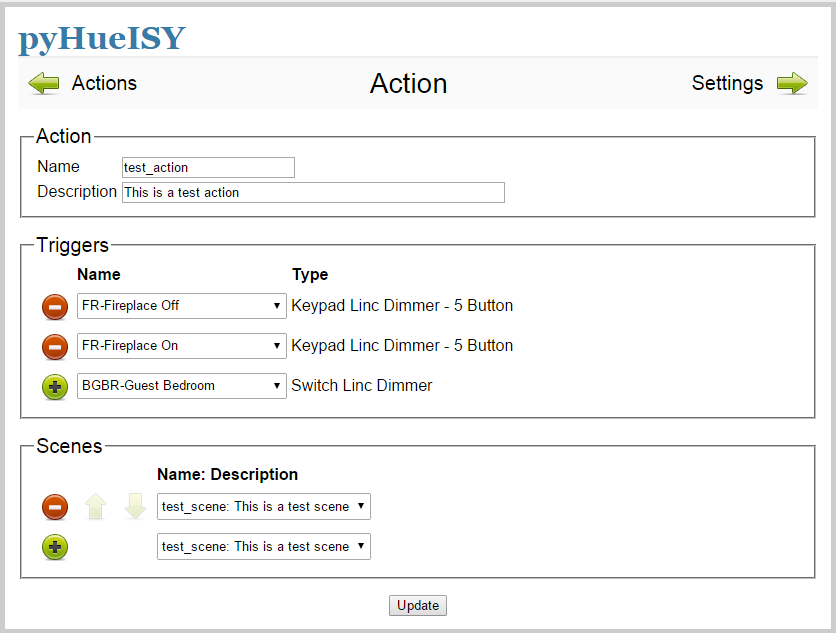 pyHueISY
Actions
Action
Settings
Action
Name test_action
Description This is a test action
Triggers
Name Type
FR-Fireplace Off Keypad Linc Dimmer - 5 Button
FR-Fireplace On Keypad Linc Dimmer - 5 Button
BGBR-Guest Bedroom Switch Linc Dimmer
Scenes
Name: Description
test_scene: This is a test scene
test_scene: This is a test scene
Update